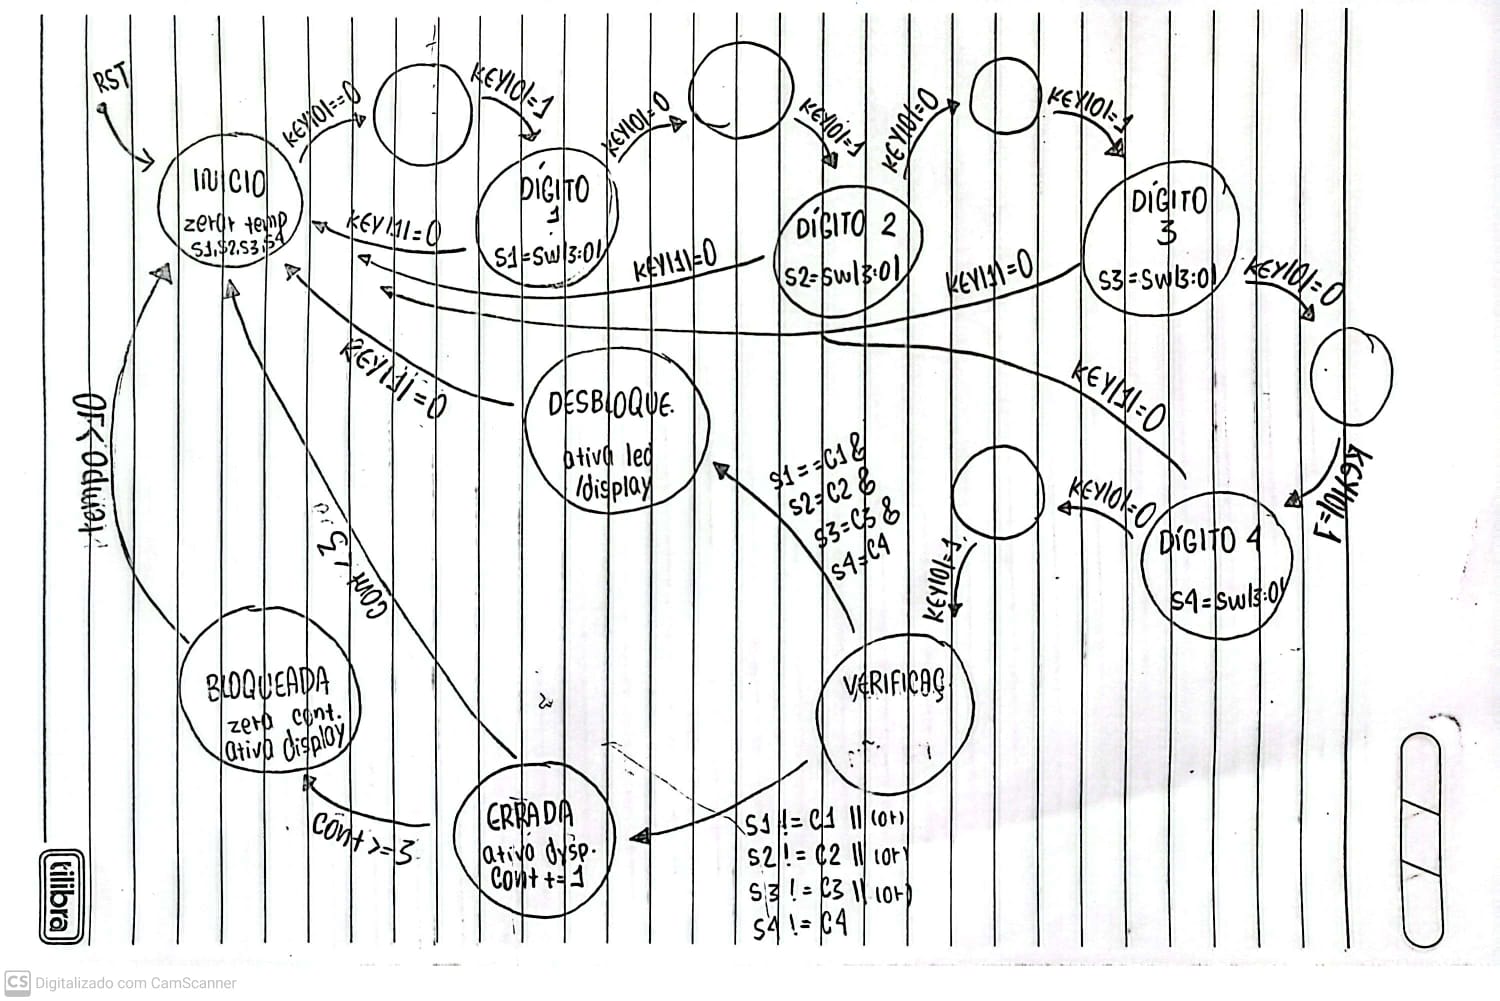 RST
KEY|0|==0
KEY|0|=1
KEY|0|=0
KEY|0|=1
KEY|0|=0
KEY|0|=1
INICIO
zerar temp
S1,S2,S3,S4
DÍGITO
1
S1=SW|3:0|
DÍGITO 2
S2=SW|3:0|
DÍGITO
3
S3=SW|3:0|
KEY|1|=0
KEY|1|=0
KEY|1|=0
KEY|0|=0
KEY|1|=0
KEY|1|=0
KEY|0|=1
DESBLOQUE.
ativa led
/display
S1==C1 &
S2=C2 &
S3=C3 &
S4=C4
KEY|0|=0
DÍGITO 4
S4=SW|3:0|
KEY|0|=1
cont < 3
BLOQUEADA
zera cont.
ativa display
VERIFICAÇ.
ERRADA
ativa dysp.
cont += 1
cont >= 3
S1 != C1 || (or)
S2 != C2 || (or)
S3 != C3 || (or)
S4 != C4
kilibra
CS Digitalizado com CamScanner